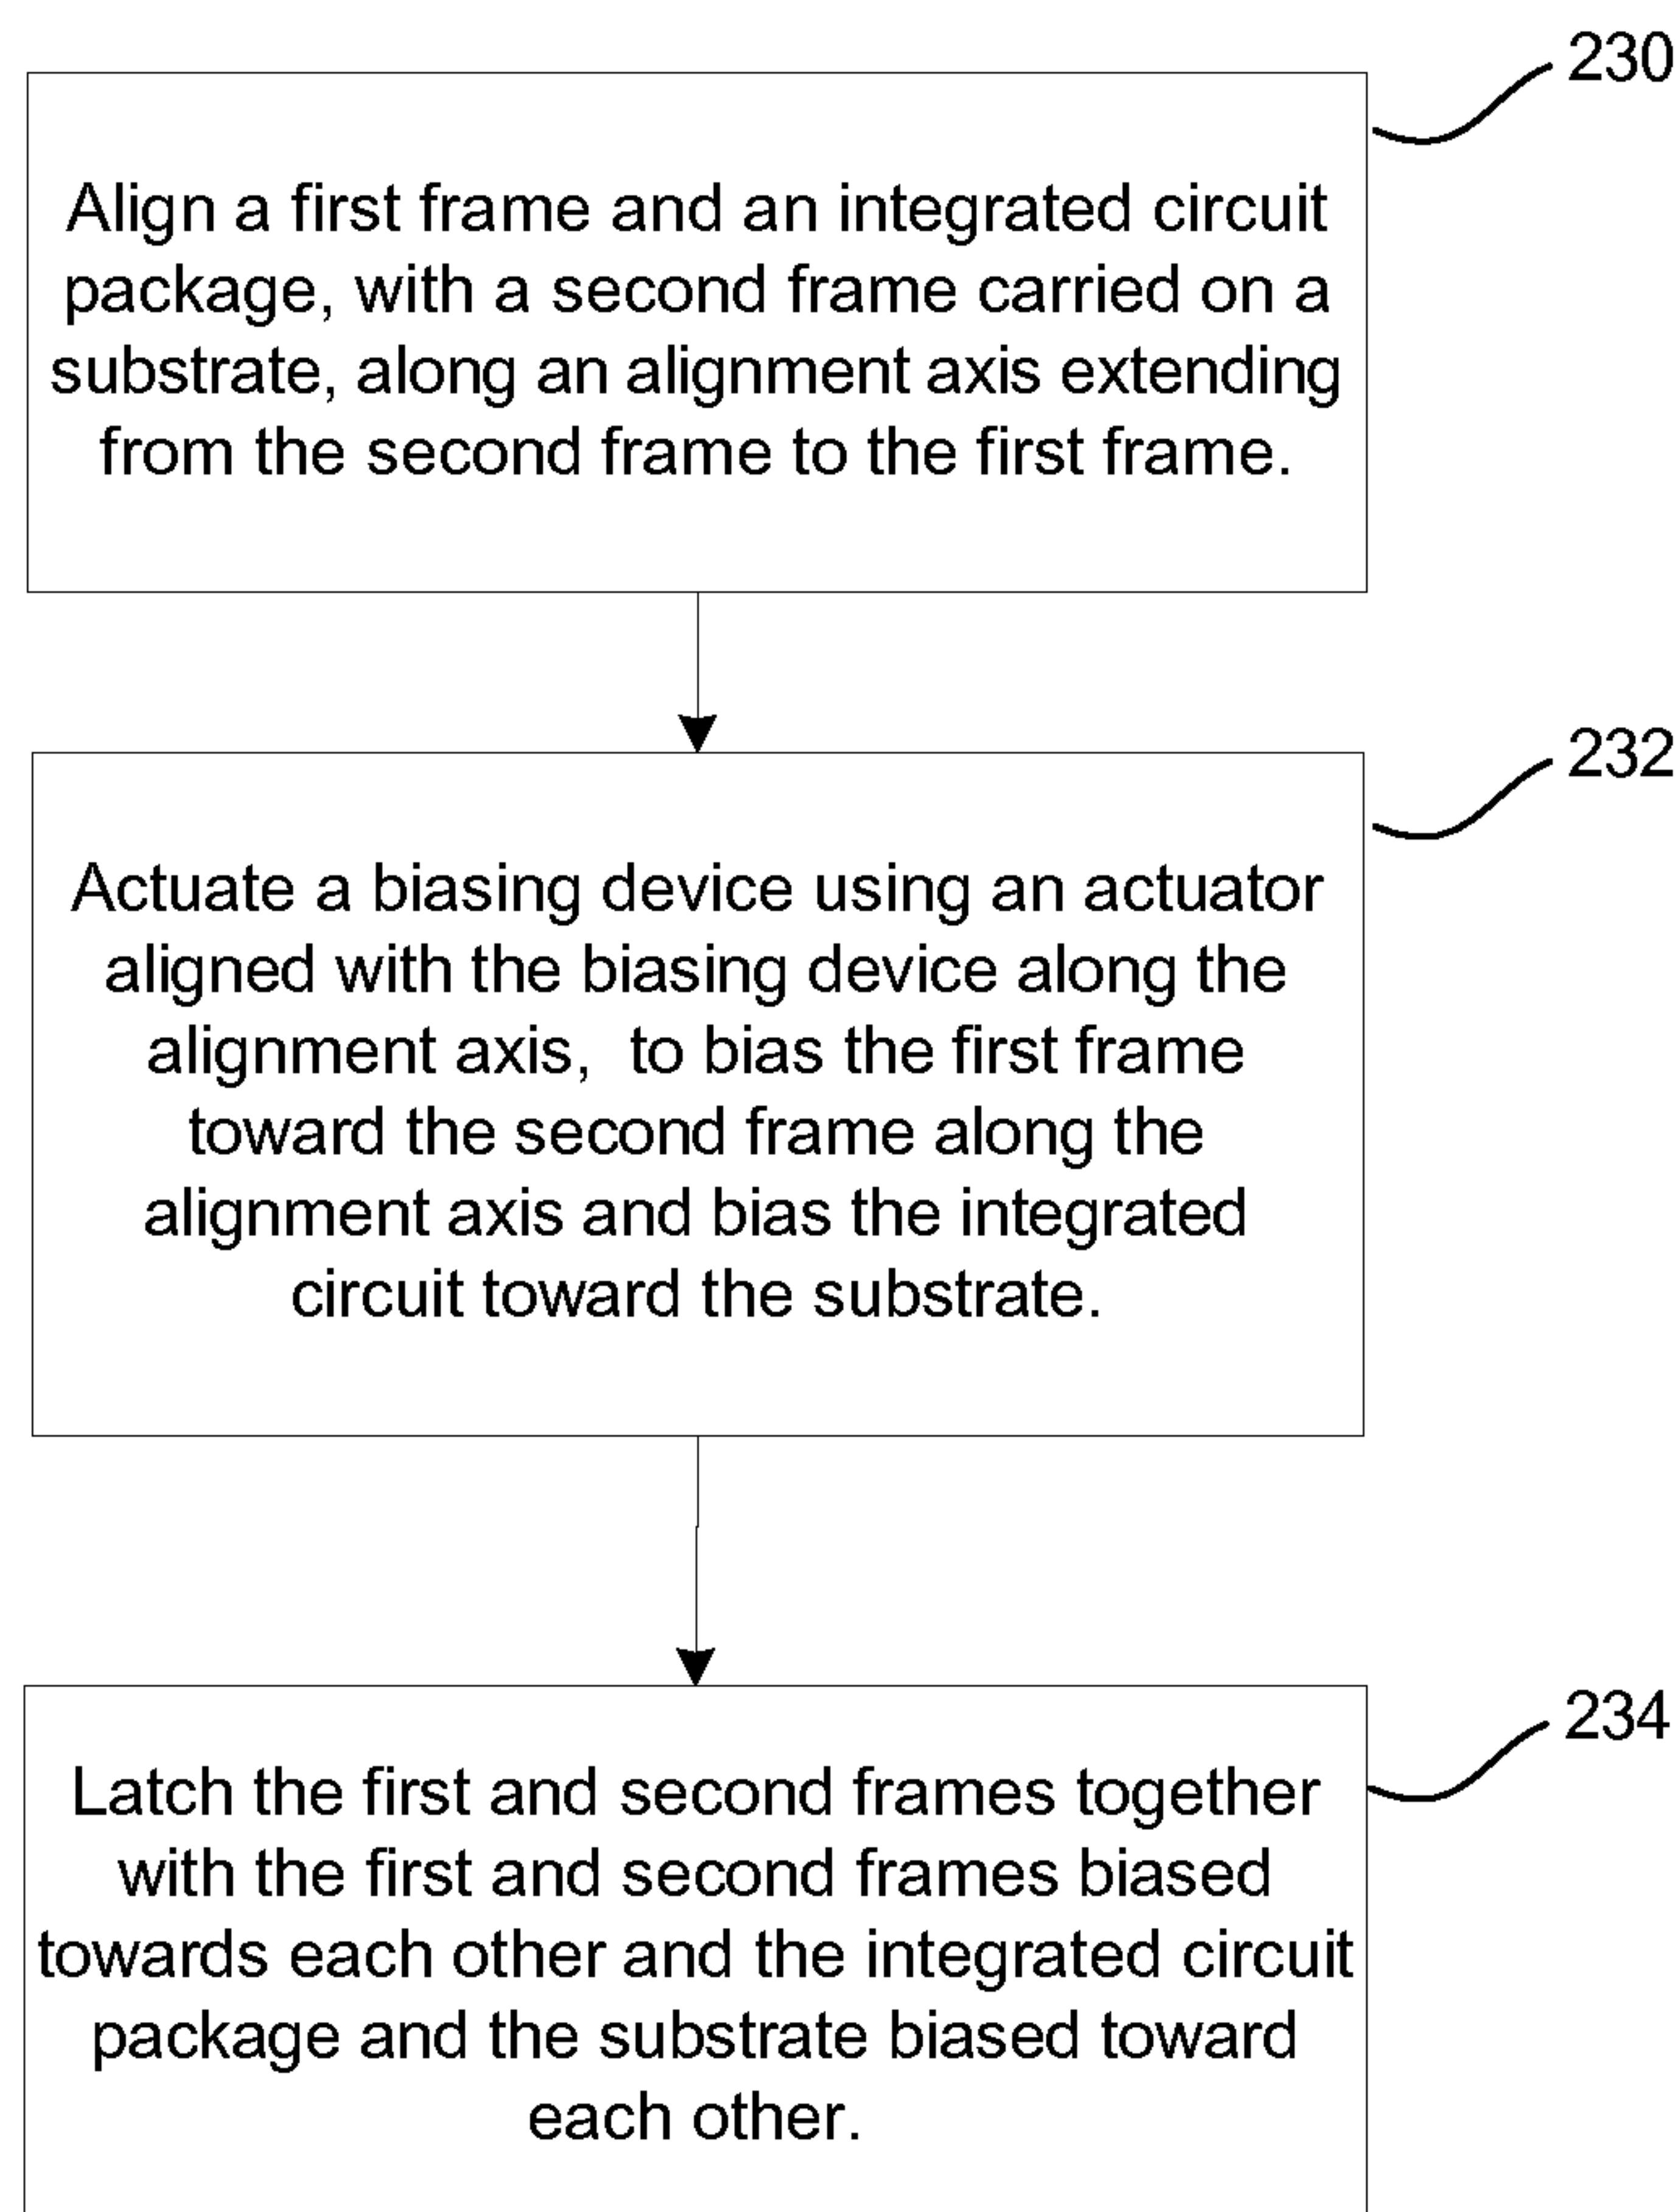 230
Align a first frame and an integrated circuit
package, with a second frame carried on a
substrate, along an alignment axis extending
from the second frame to the first frame.
232
Actuate a biasing device using an actuator
aligned with the biasing device along the
alignment axis,  to bias the first frame
toward the second frame along the
alignment axis and bias the integrated
circuit toward the substrate.
234
Latch the first and second frames together
with the first and second frames biased
towards each other and the integrated circuit
package and the substrate biased toward
each other.